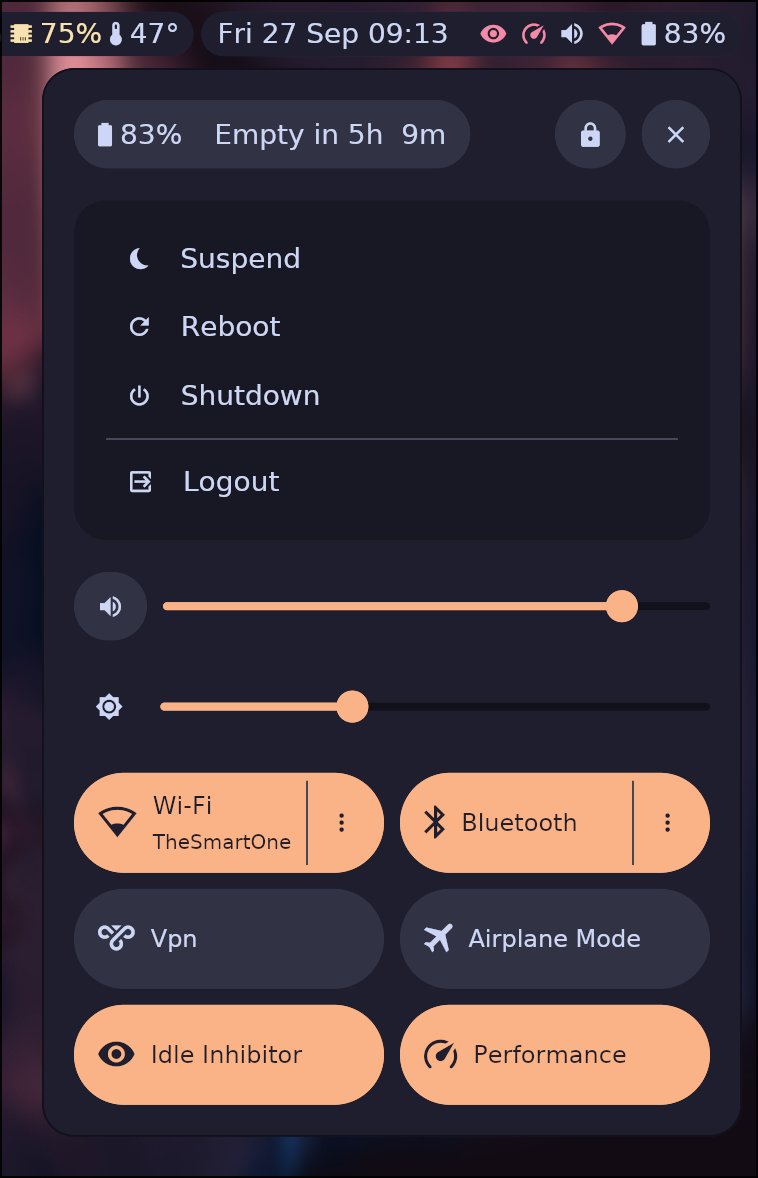 75% 47° Fri 27 Sep 09:13 83%
83% Empty in 5h 9m
Suspend
Reboot
Shutdown
Logout
Wi-Fi
TheSmartOne
Bluetooth
Vpn
Airplane Mode
Idle Inhibitor
Performance